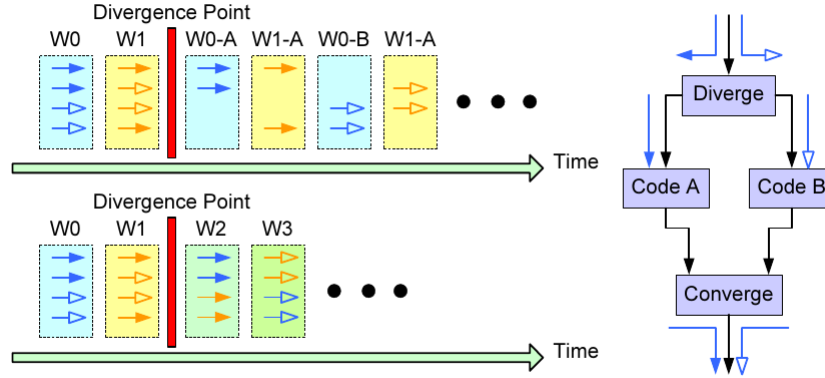 Divergence Point
W0 W1 W0-A W1-A W0-B W1-A
Time
Divergence Point
W0 W1 W2 W3
Time
Diverge
Code A Code B
Converge